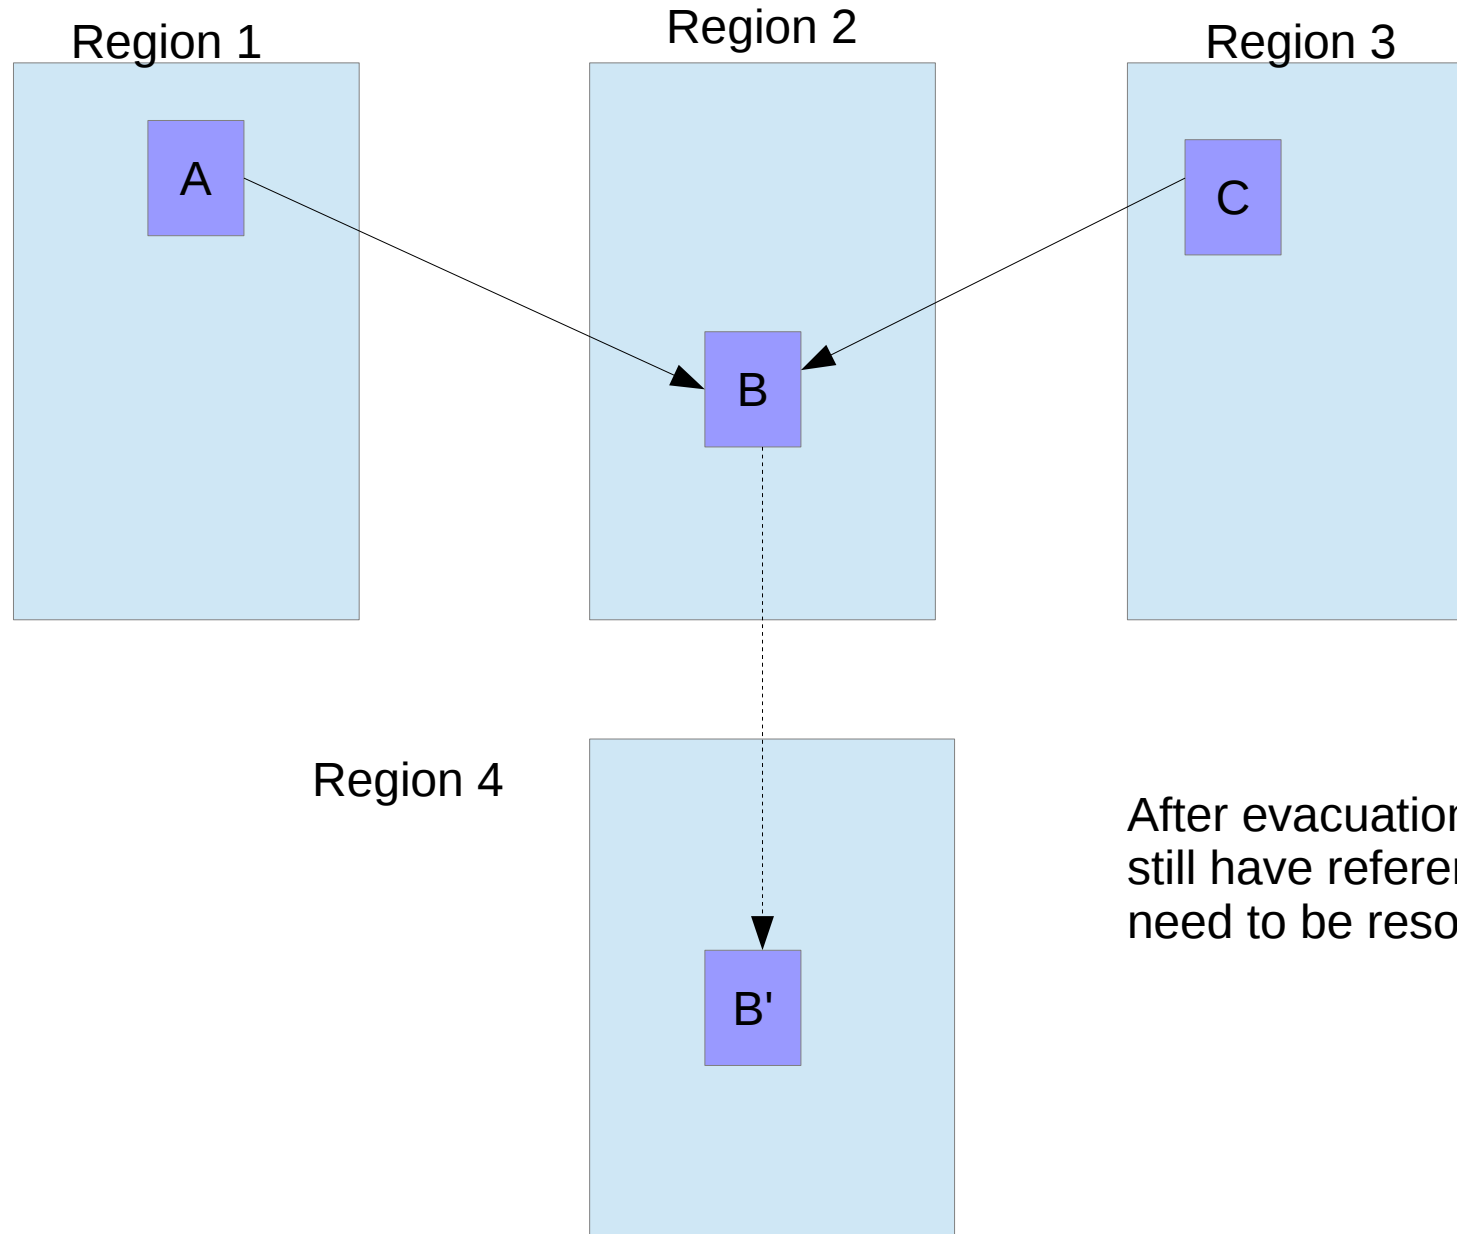 Region 1
Region 2
Region 3
A
C
B
Region 4
After evacuation
still have
need to be
B'